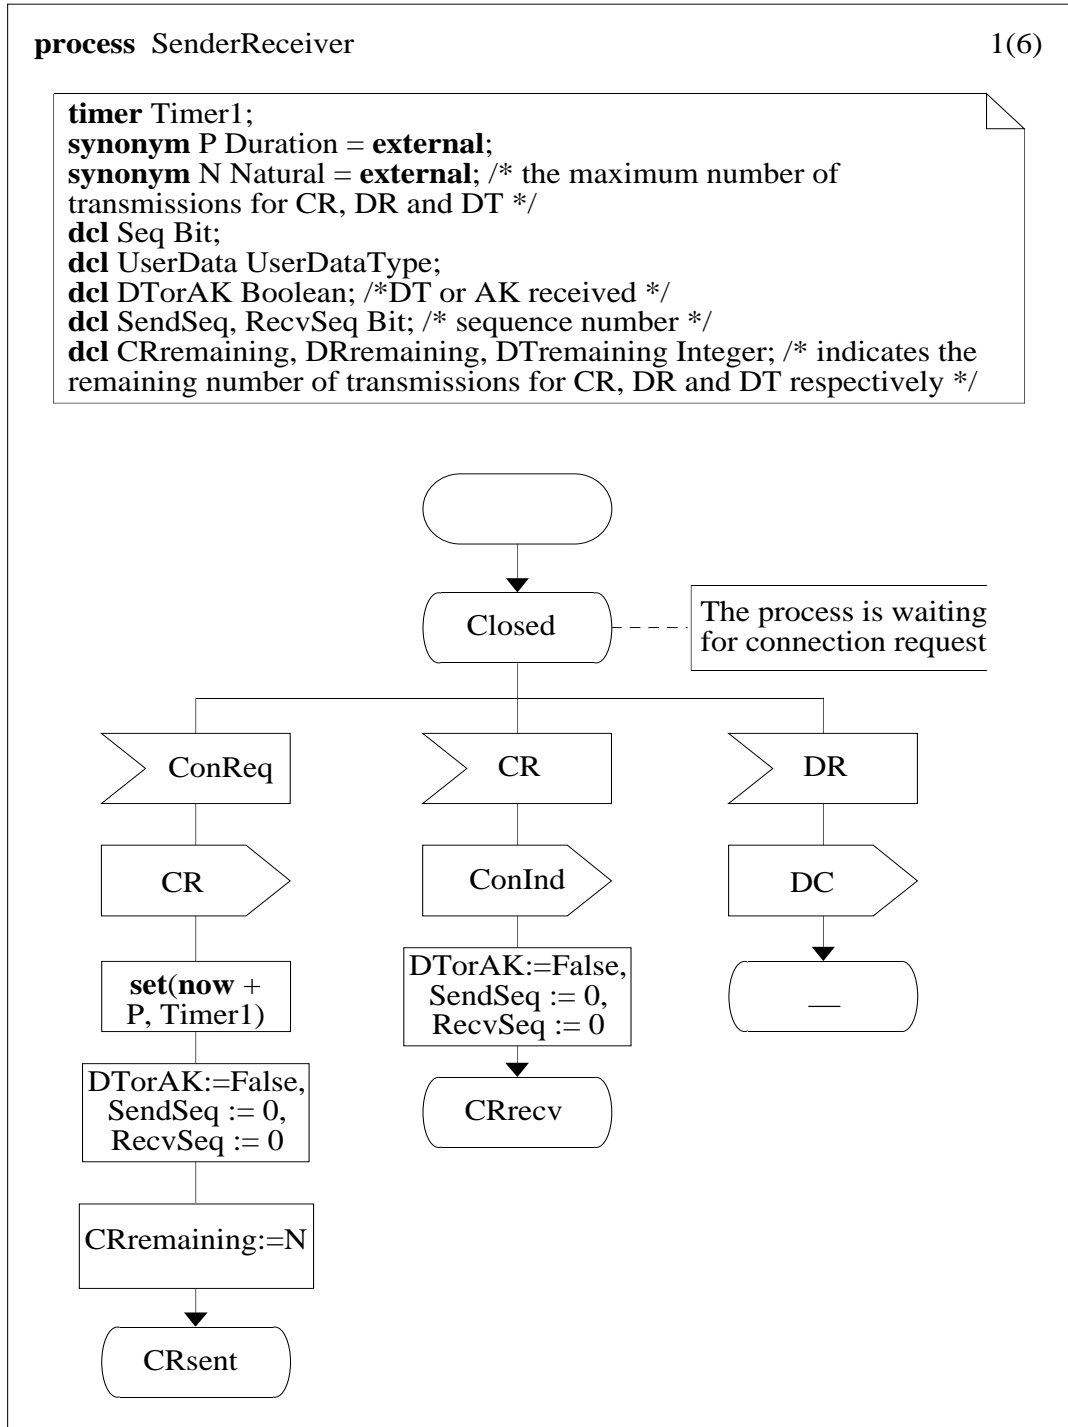 process SenderReceiver 1(6)
timer Timer1;
synonym P Duration = external;
synonym N Natural = external; /* the maximum number of
transmissions for CR, DR and DT */
dcl Seq Bit;
dcl UserData UserDataType;
dcl DTorAK Boolean; /*DT or AK received */
dcl SendSeq, RecvSeq Bit; /* sequence number */
dcl CRremaining, DRremaining, DTremaining Integer; /* indicates the
remaining number of transmissions for CR, DR and DT respectively */
Closed
The process is waiting
for connection request
ConReq
CR
DR
CR
ConInd
DC
set(now +
P, Timer1)
DTorAK:=False,
SendSeq := 0,
RecvSeq := 0
__
DTorAK:=False,
SendSeq := 0,
RecvSeq := 0
CRrecv
CRremaining:=N
CRsent